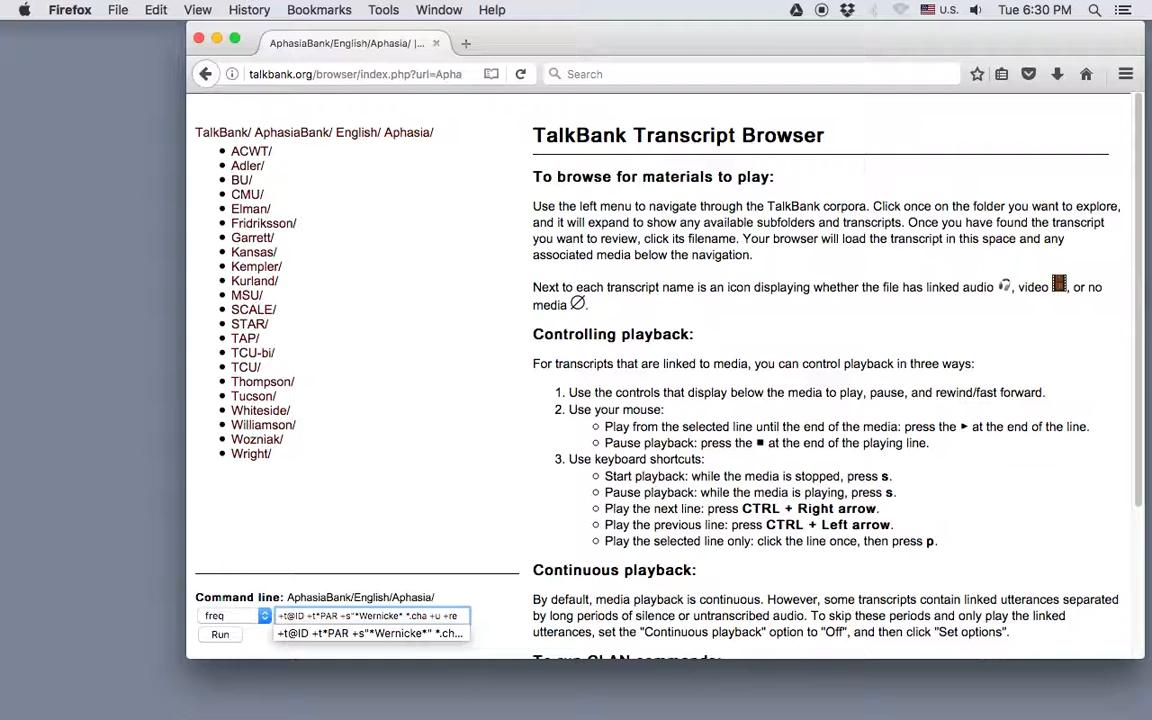 Firefox File Edit View History Bookmarks Tools Window Help U.S. Tue 6:30 PM
AphasiaBank/English/Aphasia/ |...
talkbank.org/browser/index.php?url=Apha Search
TalkBank/ AphasiaBank/ English/ Aphasia/
ACWT/
Adler/
BU/
CMU/
Elman/
Fridriksson/
Garrett/
Kansas/
Kempler/
Kurland/
MSU/
SCALE/
STAR/
TAP/
TCU-bi/
TCU/
Thompson/
Tucson/
Whiteside/
Williamson/
Wozniak/
Wright/
Command line: AphasiaBank/English/Aphasia/
freq +t@ID +t*PAR +s"*Wernicke* *.cha +u +re
Run +t@ID +t*PAR +s"*Wernicke*" *.ch...
TalkBank Transcript Browser
To browse for materials to play:
Use the left menu to navigate through the TalkBank corpora. Click once on the folder you want to explore,
and it will expand to show any available subfolders and transcripts. Once you have found the transcript
you want to review, click its filename. Your browser will load the transcript in this space and any
associated media below the navigation.
Next to each transcript name is an icon displaying whether the file has linked audio , video , or no
media .
Controlling playback:
For transcripts that are linked to media, you can control playback in three ways:
1. Use the controls that display below the media to play, pause, and rewind/fast forward.
2. Use your mouse:
Play from the selected line until the end of the media: press the ▶ at the end of the line.
Pause playback: press the ■ at the end of the playing line.
3. Use keyboard shortcuts:
Start playback: while the media is stopped, press s.
Pause playback: while the media is playing, press s.
Play the next line: press CTRL + Right arrow.
Play the previous line: press CTRL + Left arrow.
Play the selected line only: click the line once, then press p.
Continuous playback:
By default, media playback is continuous. However, some transcripts contain linked utterances separated
by long periods of silence or untranscribed audio. To skip these periods and only play the linked
utterances, set the "Continuous playback" option to "Off", and then click "Set options".
To run CLAN commands: